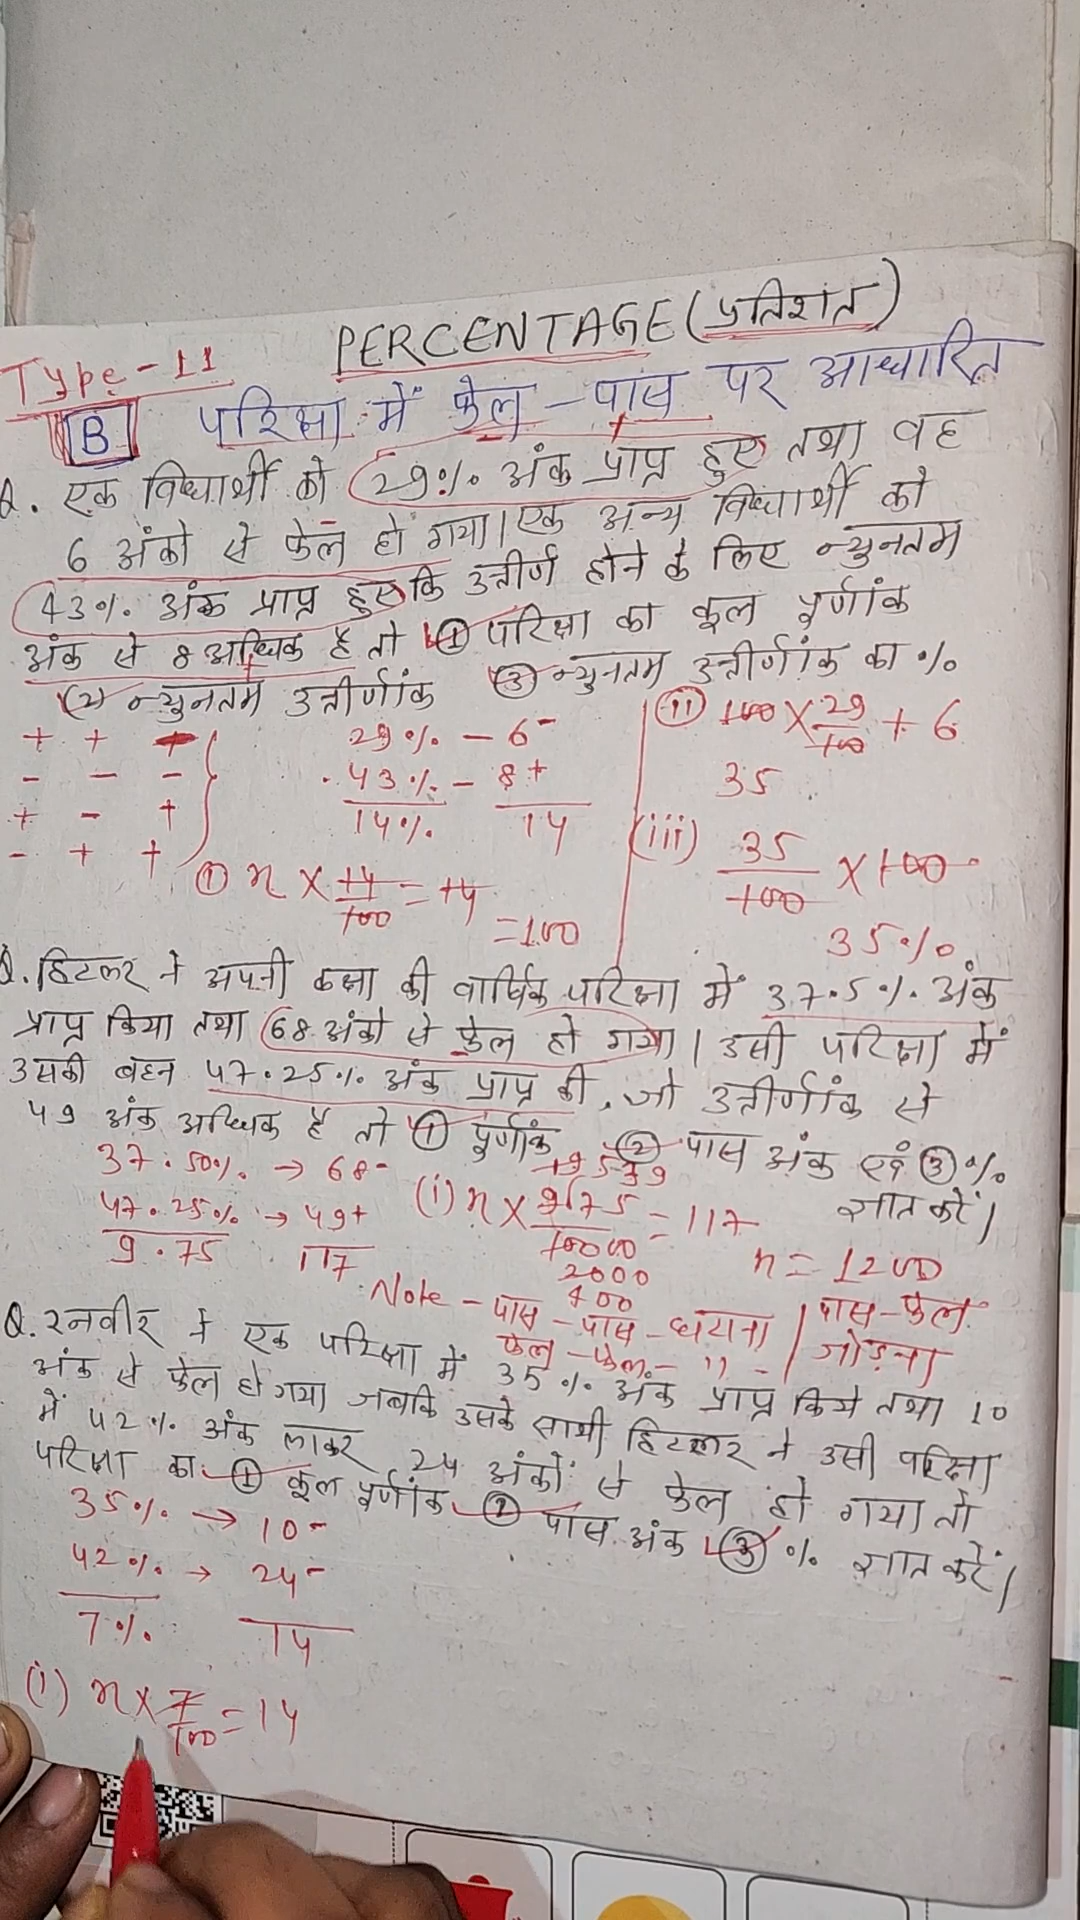 PERCENTAGE (प्रतिशत)
Type - 11
B परिक्षा में फेल - पास पर आधारित
Q. एक विधार्थी को 29% अंक प्राप्त हुए तथा वह
6 अंको से फेल हो गया। एक अन्य विधार्थी को
43% अंक प्राप्त हुए कि उत्तीर्ण होने के लिए न्युनतम
अंक से 8 अधिक है तो ① परिक्षा का कुल पूर्णांक
② न्युनतम उत्तीर्णांक ③ न्युनतम उत्तीर्णांक का %
+ + +
- - -
+ - +
- + +
29% - 6-
43% - 8+
14% 14
① n × 14/100 = 14
= 100
(ii) 100 × 29/100 + 6
35
(iii) 35/100 × 100
35%
Q. हिटलर ने अपनी कक्षा की वार्षिक परिक्षा में 37.5% अंक
प्राप्त किया तथा 68 अंको से फेल हो गया। उसी परिक्षा में
उसकी बहन 47.25% अंक प्राप्त की, जो उत्तीर्णांक से
49 अंक अधिक है तो ① पूर्णांक ② पास अंक एवं ③ %
ज्ञात करें।
37.50% → 68-
47.25% → 49+
9.75 117
(i) n × 975/10000 = 117
2000
400
n = 1200
Note - पास - पास - घटाना / पास - फेल
फेल - फेल - '' - / जोड़ना
Q. रनवीर ने एक परिक्षा में 35% अंक प्राप्त किये तथा 10
अंक से फेल हो गया जबकि उसके साथी हिटलर ने उसी परिक्षा
में 42% अंक लाकर 24 अंकों से फेल हो गया तो
परिक्षा का ① कुल पूर्णांक ② पास अंक ③ % ज्ञात करें।
35% → 10-
42% → 24-
7% 14
(i) n × 7/100 = 14